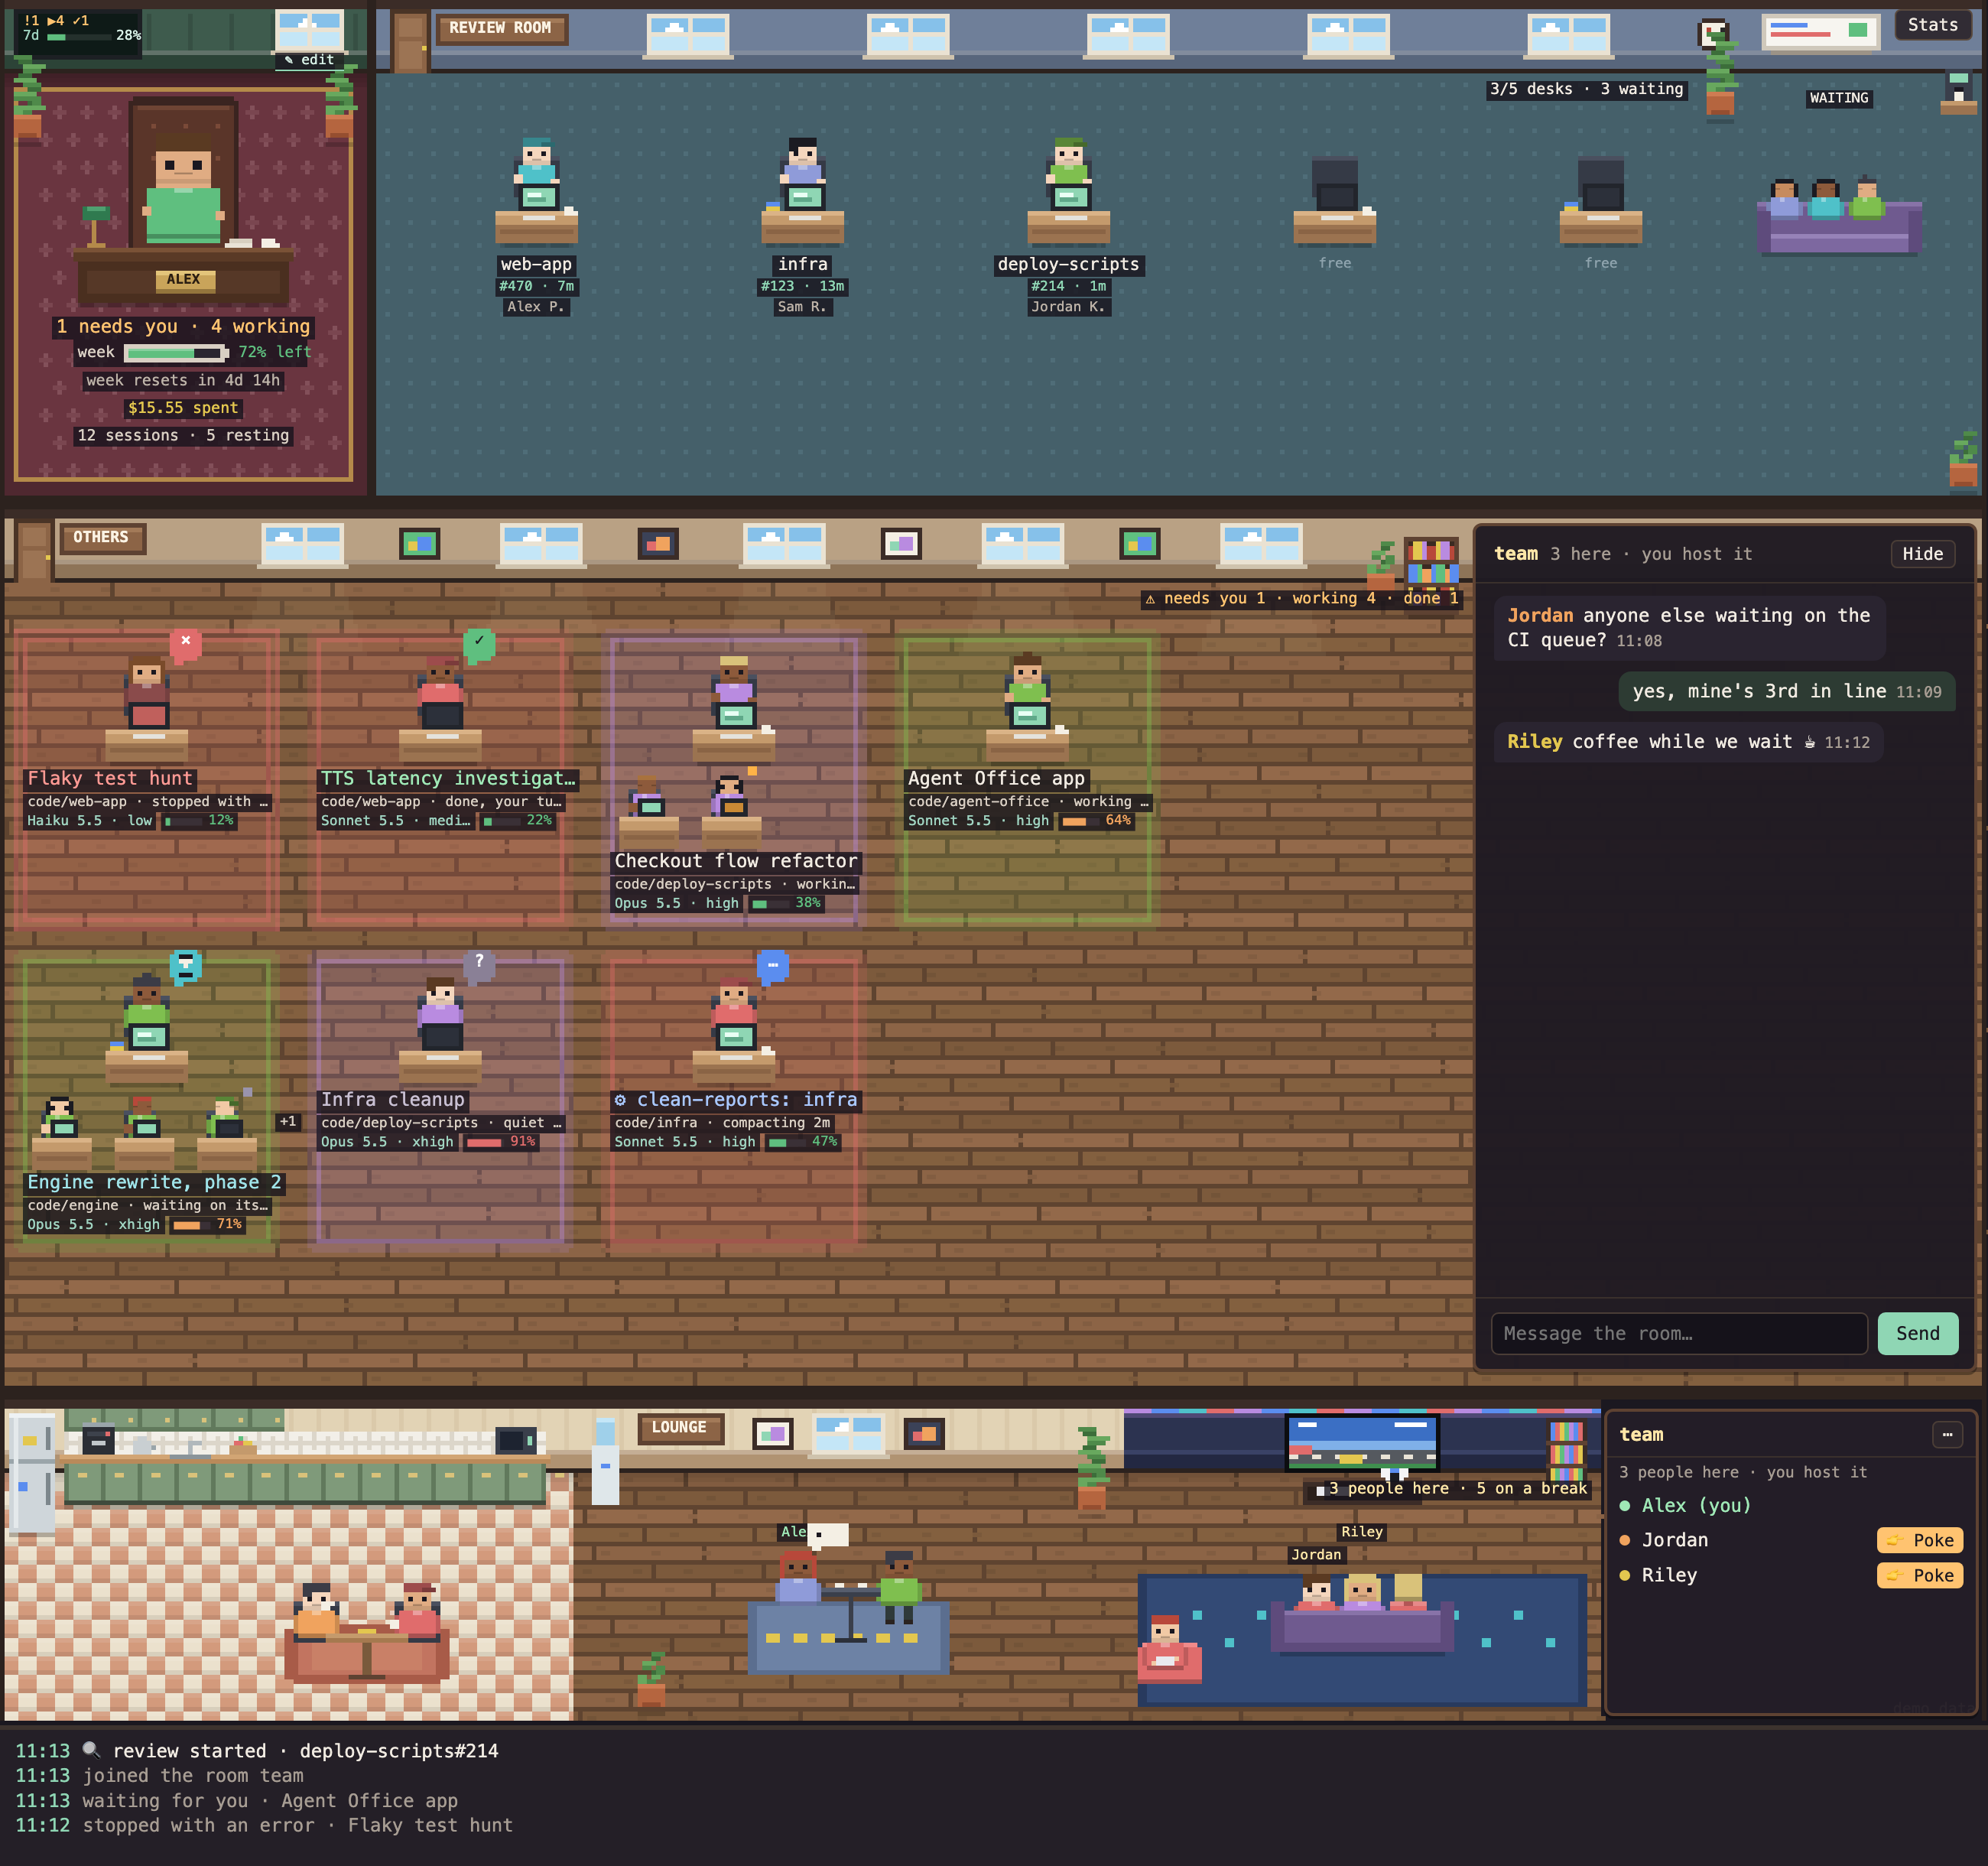 !1 ▶4 ✓1
7d 28%
✎ edit
ALEX
1 needs you · 4 working
week 72% left
week resets in 4d 14h
$15.55 spent
12 sessions · 5 resting
REVIEW ROOM
Stats
3/5 desks · 3 waiting
WAITING
web-app
#470 · 7m
Alex P.
infra
#123 · 13m
Sam R.
deploy-scripts
#214 · 1m
Jordan K.
free
free
OTHERS
⚠ needs you 1 · working 4 · done 1
Flaky test hunt
code/web-app · stopped with …
Haiku 5.5 · low 12%
TTS latency investigat…
code/web-app · done, your tu…
Sonnet 5.5 · medi… 22%
Checkout flow refactor
code/deploy-scripts · workin…
Opus 5.5 · high 38%
Agent Office app
code/agent-office · working …
Sonnet 5.5 · high 64%
?
+1
Engine rewrite, phase 2
code/engine · waiting on its…
Opus 5.5 · xhigh 71%
Infra cleanup
code/deploy-scripts · quiet …
Opus 5.5 · xhigh 91%
⚙ clean-reports: infra
code/infra · compacting 2m
Sonnet 5.5 · high 47%
team 3 here · you host it
Hide
Jordan anyone else waiting on the
CI queue? 11:08
yes, mine's 3rd in line 11:09
Riley coffee while we wait ☕ 11:12
Message the room…
Send
LOUNGE
3 people here · 5 on a break
Ale
Riley
Jordan
team
…
3 people here · you host it
Alex (you)
Jordan
👉 Poke
Riley
👉 Poke
demo data
11:13 🔍 review started · deploy-scripts#214
11:13 joined the room team
11:13 waiting for you · Agent Office app
11:12 stopped with an error · Flaky test hunt